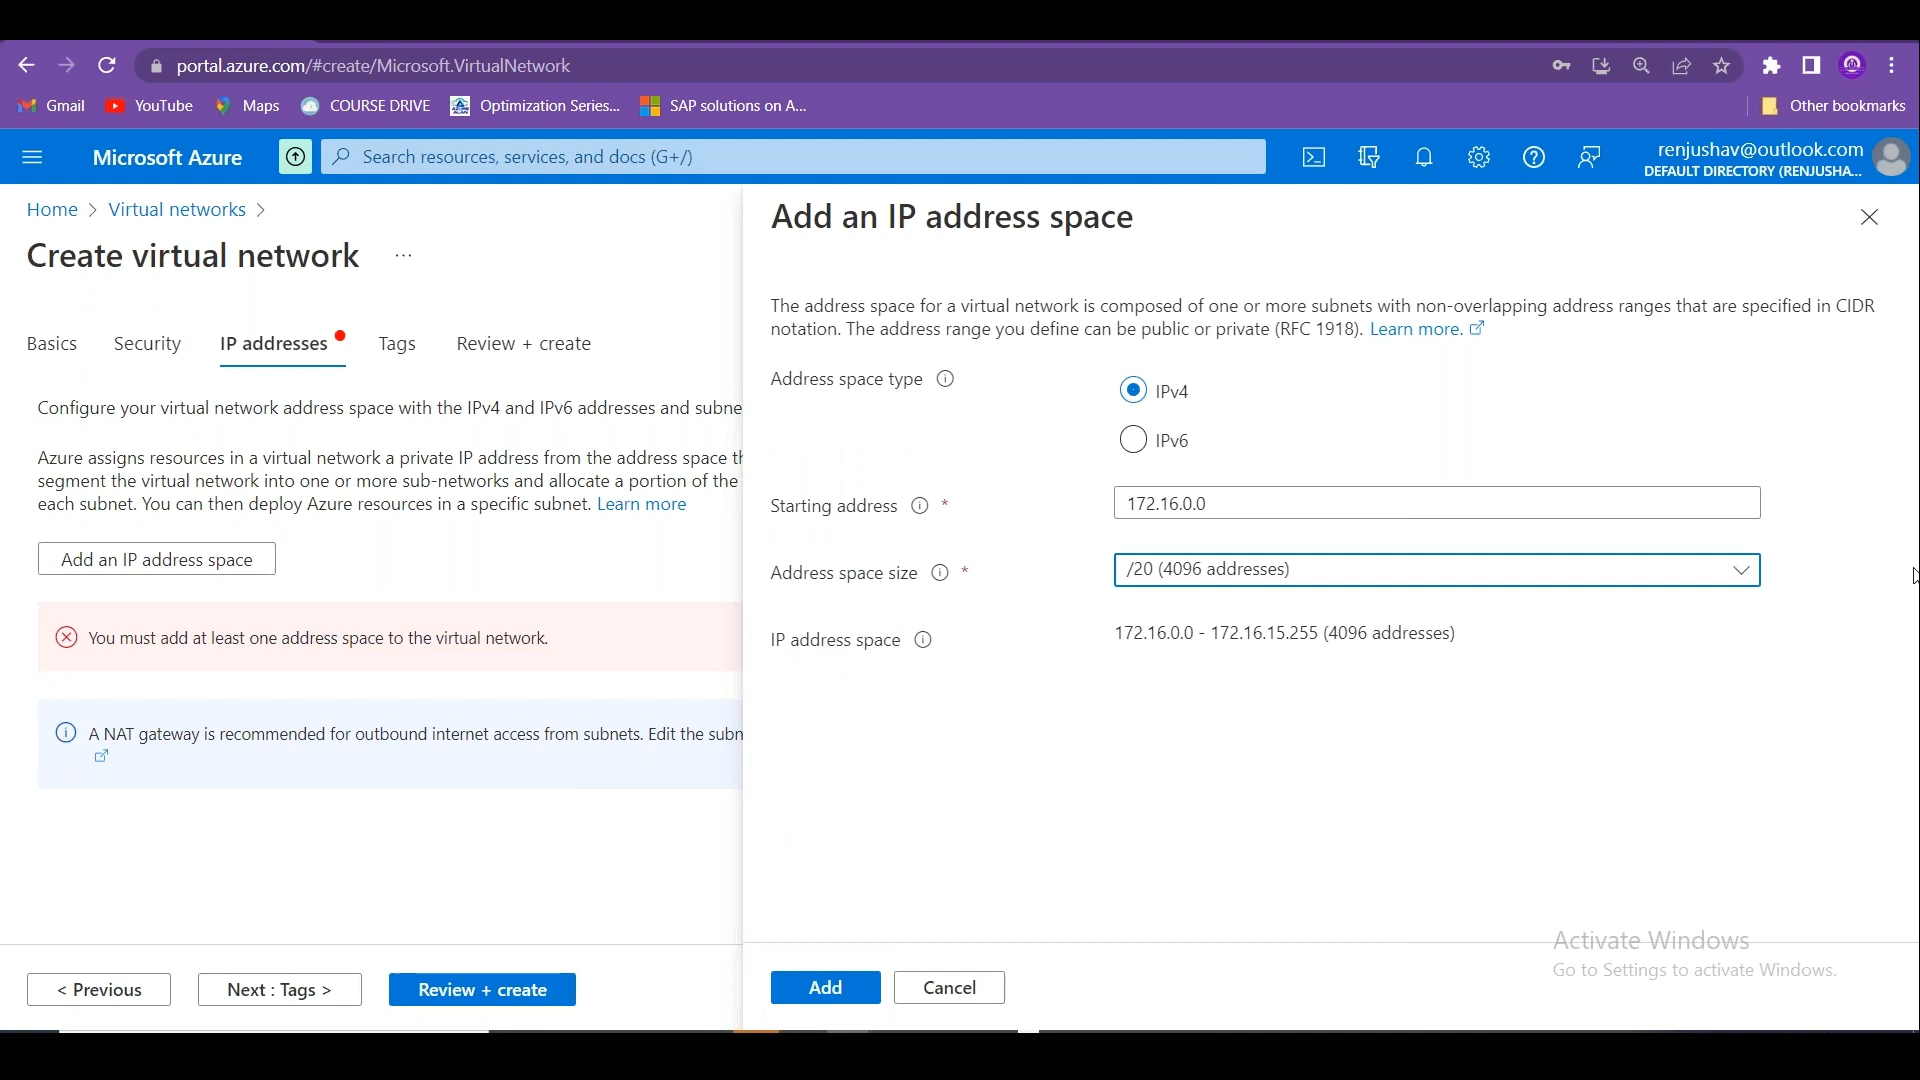 portal.azure.com/#create/Microsoft.VirtualNetwork
Gmail YouTube Maps COURSE DRIVE Optimization Series... SAP solutions on A... Other bookmarks
Microsoft Azure Search resources, services, and docs (G+/) renjushav@outlook.com
DEFAULT DIRECTORY (RENJUSHA...
Home > Virtual networks >
Create virtual network ...
Basics Security IP addresses Tags Review + create
Configure your virtual network address space with the IPv4 and IPv6 addresses and subne
Azure assigns resources in a virtual network a private IP address from the address space th
segment the virtual network into one or more sub-networks and allocate a portion of the
each subnet. You can then deploy Azure resources in a specific subnet. Learn more
Add an IP address space
You must add at least one address space to the virtual network.
A NAT gateway is recommended for outbound internet access from subnets. Edit the subn
< Previous Next : Tags > Review + create
Add an IP address space
The address space for a virtual network is composed of one or more subnets with non-overlapping address ranges that are specified in CIDR
notation. The address range you define can be public or private (RFC 1918). Learn more.
Address space type IPv4
IPv6
Starting address * 172.16.0.0
Address space size * /20 (4096 addresses)
IP address space 172.16.0.0 - 172.16.15.255 (4096 addresses)
Add Cancel
Activate Windows
Go to Settings to activate Windows.